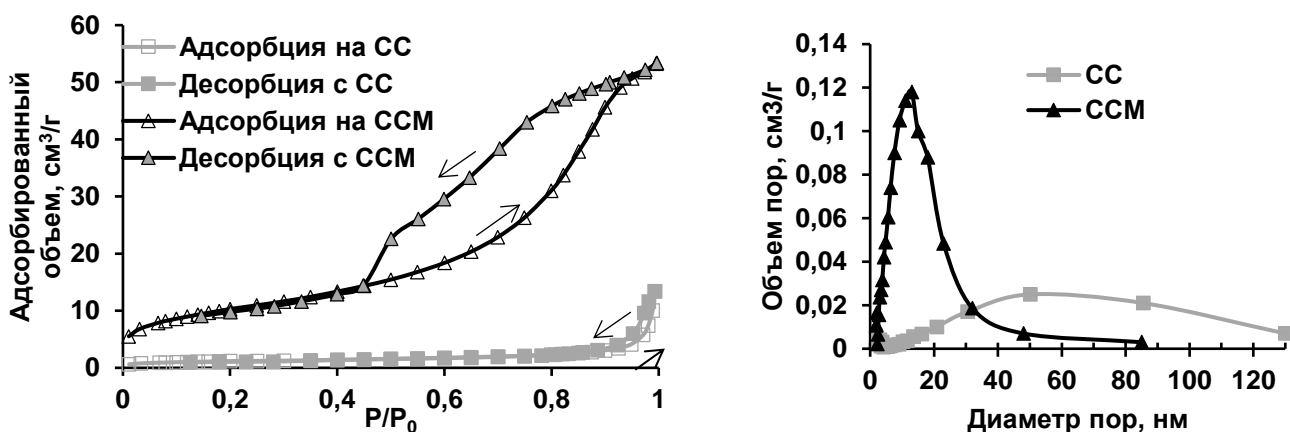 Адсорбированный
объем, см³/г
60
50
40
30
20
10
0
Адсорбция на СС
Десорбция с СС
Адсорбция на ССМ
Десорбция с ССМ
0
0,2
0,4
0,6
0,8
1
P/P₀
Объем пор, см3/г
0,14
0,12
0,1
0,08
0,06
0,04
0,02
0
СС
ССМ
0
20
40
60
80
100
120
Диаметр пор, нм